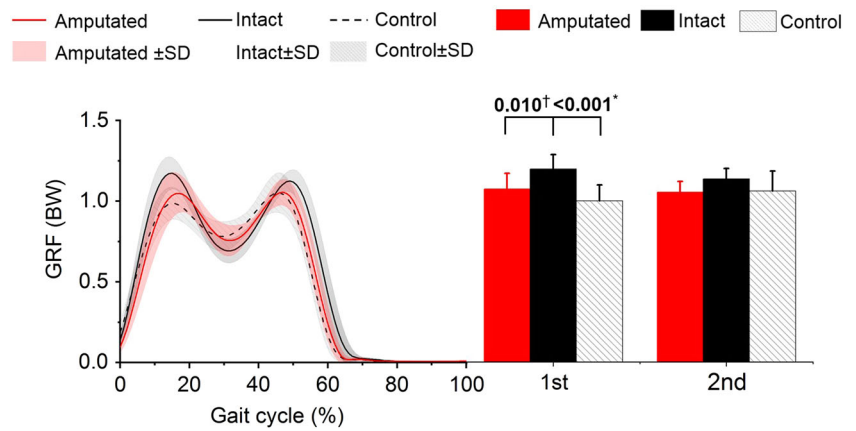 Amputated Intact Control Amputated Intact Control
Amputated ±SD Intact±SD Control±SD
0.010† <0.001*
1.5
1.0
0.5
0.0
GRF (BW)
0 20 40 60 80 100 1st 2nd
Gait cycle (%)